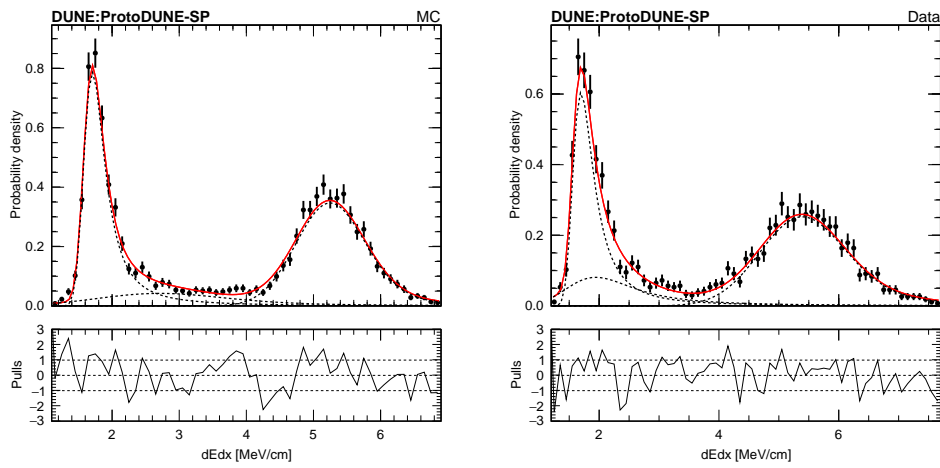 DUNE:ProtoDUNE-SP MC
Probability density
0.8
0.6
0.4
0.2
0.0
3
2
1
0
−1
−2
−3
Pulls
2 3 4 5 6
dEdx [MeV/cm]
DUNE:ProtoDUNE-SP Data
Probability density
0.8
0.6
0.4
0.2
0.0
3
2
1
0
−1
−2
−3
Pulls
2 4 6
dEdx [MeV/cm]